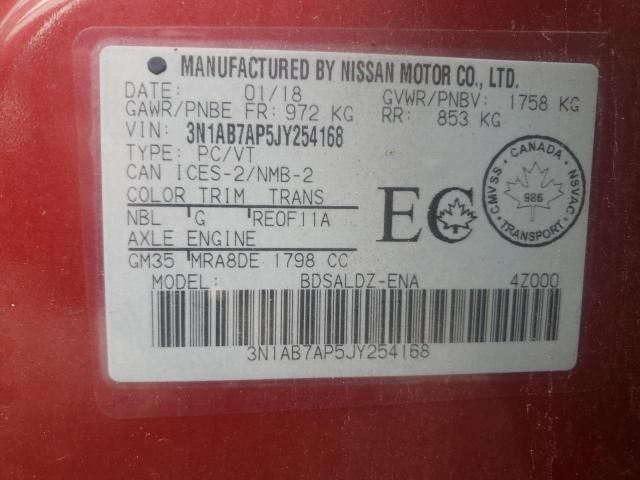 MANUFACTURED BY NISSAN MOTOR CO., LTD.
DATE: 01/18 GVWR/PNBV: 1758 KG
GAWR/PNBE FR: 972 KG RR: 853 KG
VIN: 3N1AB7AP5JY254168
TYPE: PC/VT
CAN ICES-2/NMB-2
COLOR TRIM TRANS
NBL G RE0F11A
AXLE ENGINE
GM35 MRA8DE 1798 CC
EC
CANADA
CMVSS NSVAC
986
TRANSPORT
MODEL: BDSALDZ-ENA 4Z000
3N1AB7AP5JY254168